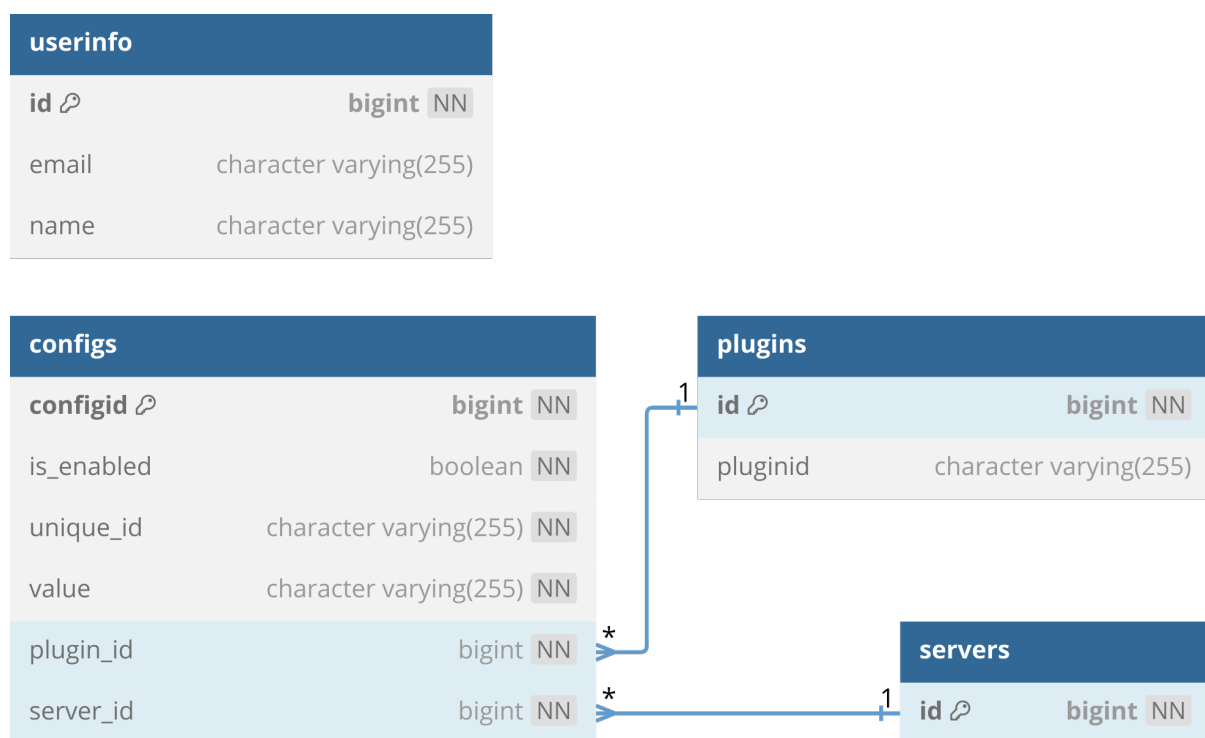 userinfo
id bigint NN
email character varying(255)
name character varying(255)
configs
configid bigint NN
is_enabled boolean NN
unique_id character varying(255) NN
value character varying(255) NN
plugin_id bigint NN *
server_id bigint NN *
plugins
1 id bigint NN
pluginid character varying(255)
servers
1 id bigint NN